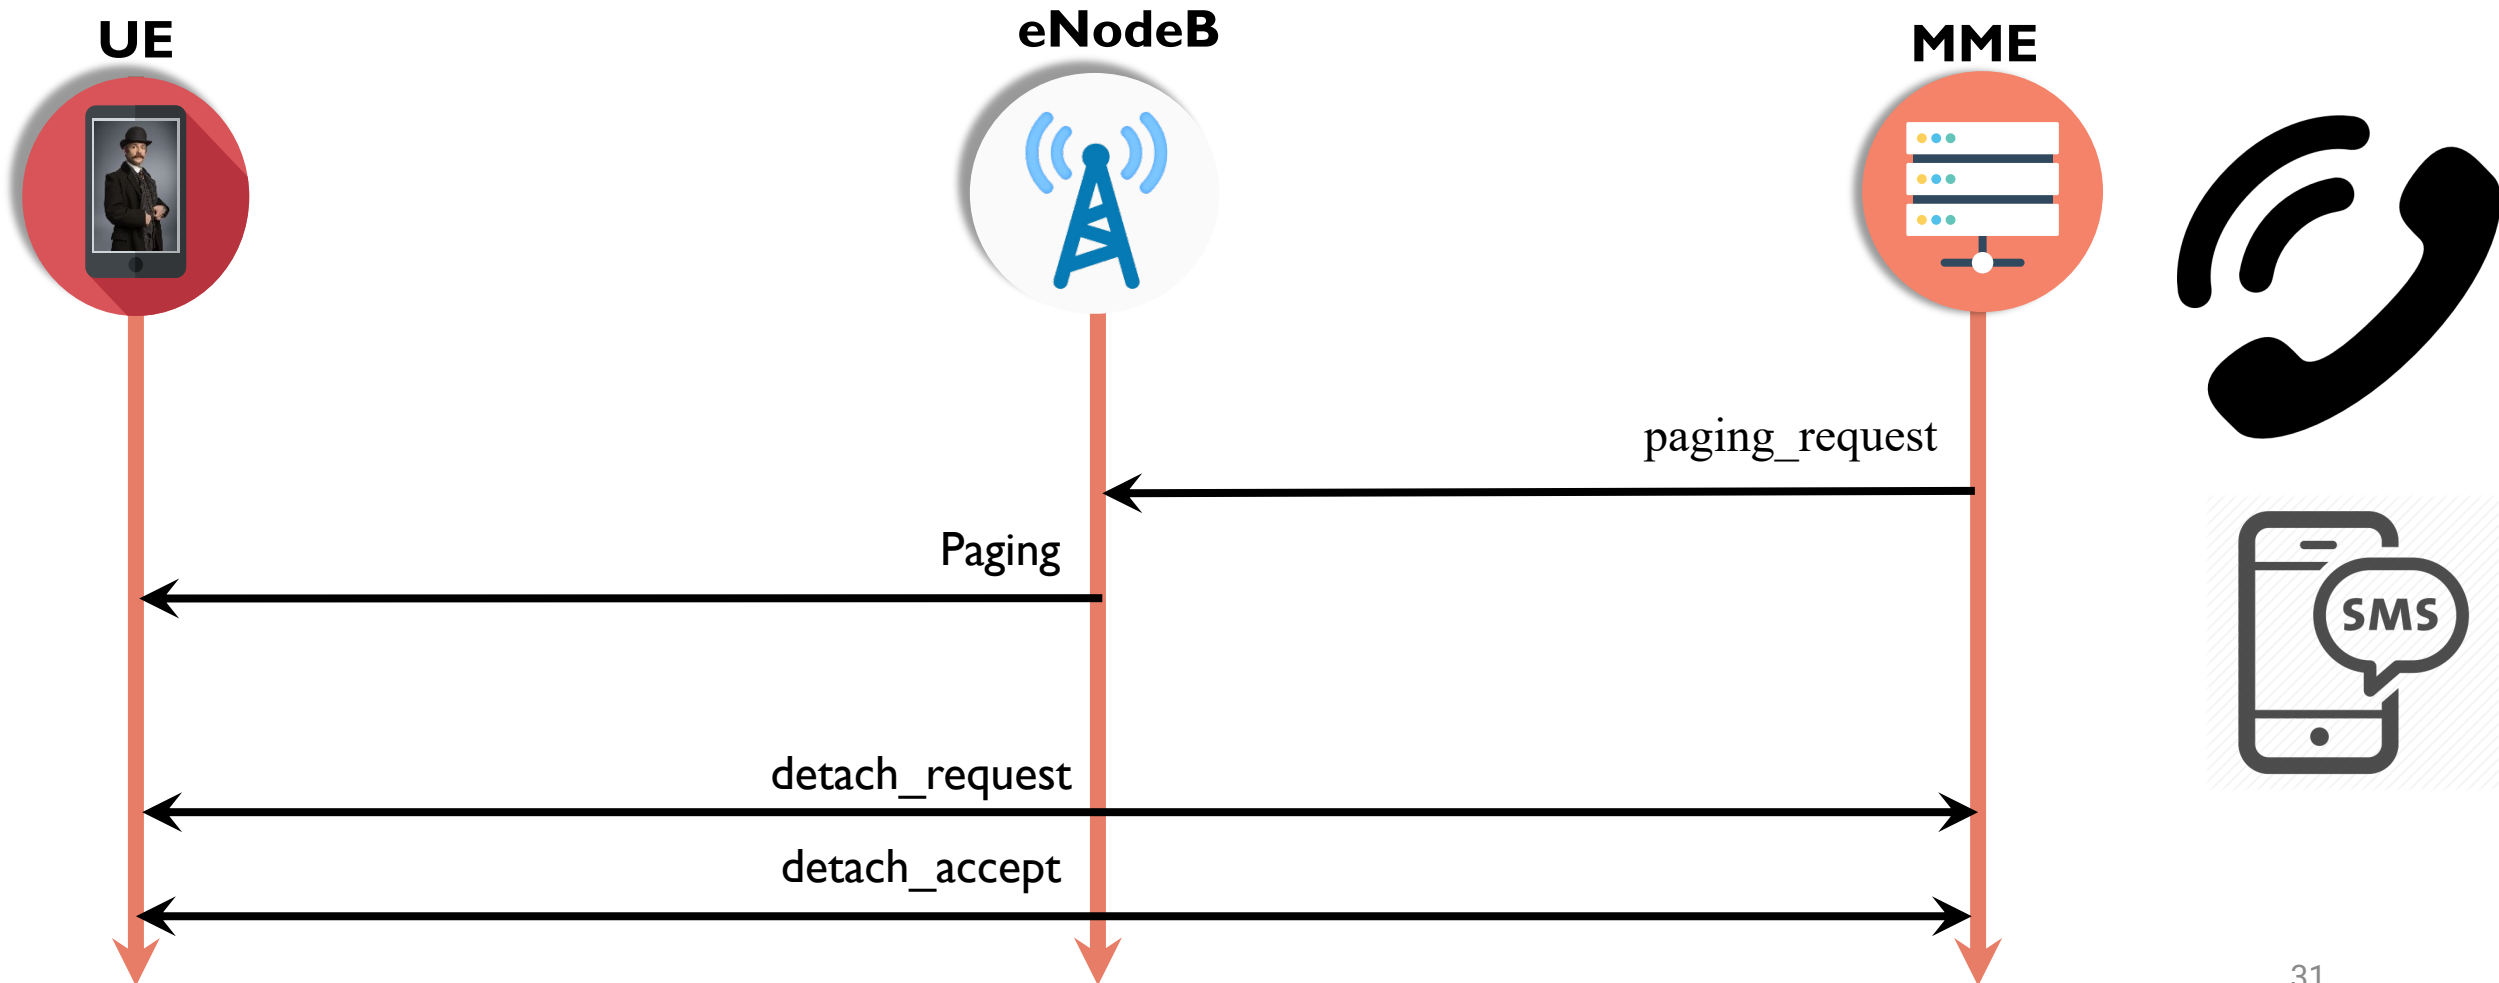 UE
eNodeB
MME
paging_request
Paging
SMS
detach_request
detach_accept
31